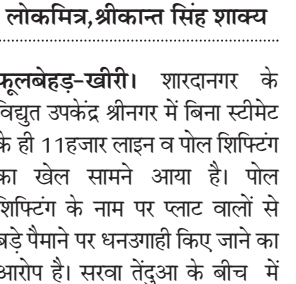 लोकमित्र,श्रीकान्त सिंह शाक्य
फूलबेहड़-खीरी। शारदानगर के
विद्युत उपकेंद्र श्रीनगर में बिना स्टीमेट
के ही 11हजार लाइन व पोल शिफ्टिंग
का खेल सामने आया है। पोल
शिफ्टिंग के नाम पर प्लाट वालों से
बड़े पैमाने पर धनउगाही किए जाने का
आरोप है। सरवा तेंदुआ के बीच में